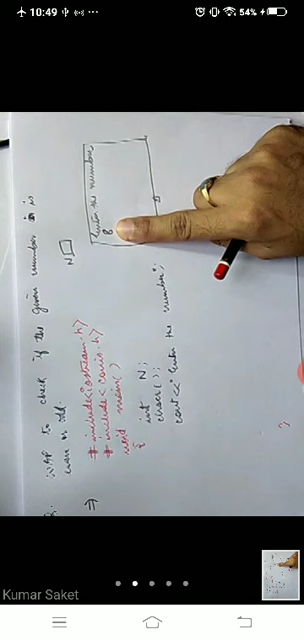 10:49
54%
Q. WAP to check if the given number is
even or odd.
⇒ #include<iostream.h>
#include<conio.h>
void main()
{
int N;
clrscr();
cout<<"Enter the number";
}
N
Enter the number
8
Kumar Saket